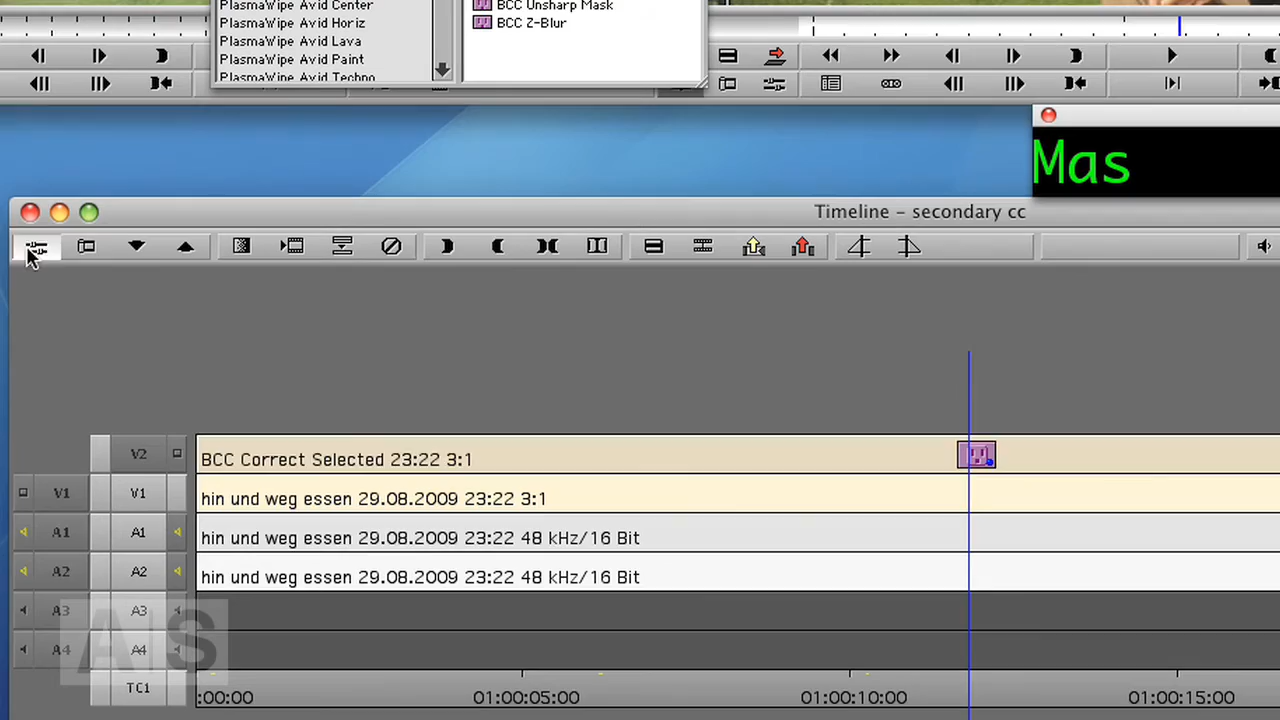 PlasmaWipe Avid Center
PlasmaWipe Avid Horiz
PlasmaWipe Avid Lava
PlasmaWipe Avid Paint
PlasmaWipe Avid Techno
BCC Unsharp Mask
BCC Z-Blur
Mas
Timeline - secondary cc
V2 BCC Correct Selected 23:22 3:1
V1 V1 hin und weg essen 29.08.2009 23:22 3:1
A1 A1 hin und weg essen 29.08.2009 23:22 48 kHz/16 Bit
A2 A2 hin und weg essen 29.08.2009 23:22 48 kHz/16 Bit
A3 A3
A4 A4
AS
TC1 :00:00 01:00:05:00 01:00:10:00 01:00:15:00